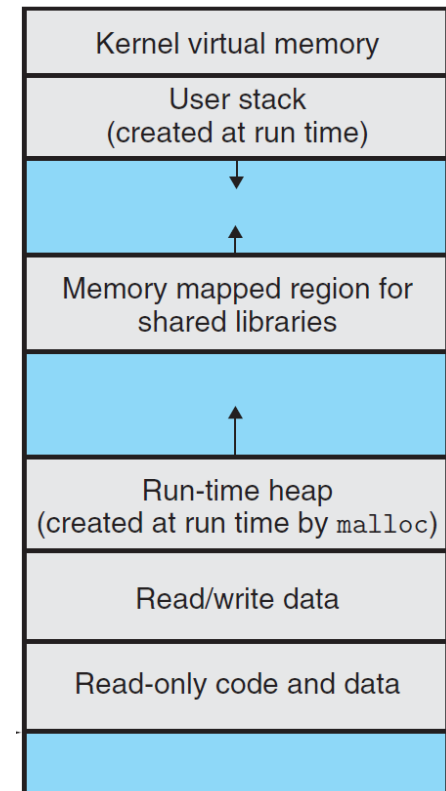 Kernel virtual memory
User stack
(created at run time)
Memory mapped region for
shared libraries
Run-time heap
(created at run time by malloc)
Read/write data
Read-only code and data